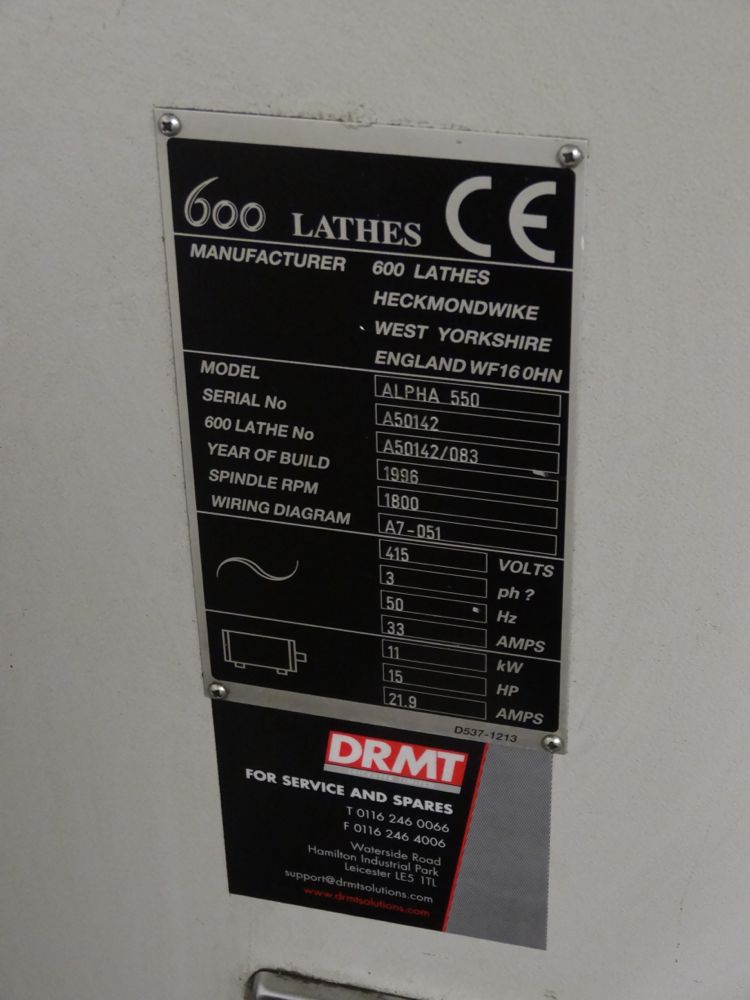 600 LATHES CE
MANUFACTURER 600 LATHES
HECKMONDWIKE
WEST YORKSHIRE
ENGLAND WF16 0HN
MODEL ALPHA 550
SERIAL No A50142
600 LATHE No A50142/083
YEAR OF BUILD 1996
SPINDLE RPM 1800
WIRING DIAGRAM A7-051
415 VOLTS
3 ph ?
50 Hz
33 AMPS
11 kW
15 HP
21.9 AMPS
D537-1213
DRMT
FOR SERVICE AND SPARES
T 0116 246 0066
F 0116 246 4006
Waterside Road
Hamilton Industrial Park
Leicester LE5 1TL
support@drmtsolutions.com
www.drmtsolutions.com